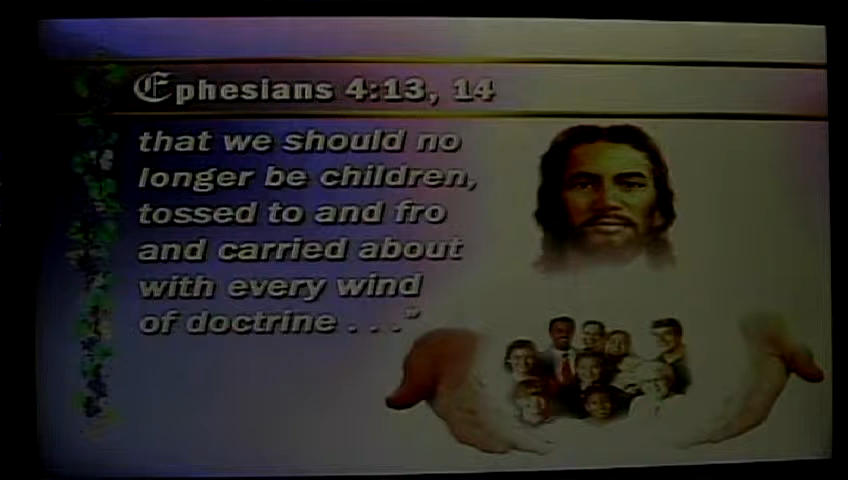 Ephesians 4:13, 14
that we should no
longer be children,
tossed to and fro
and carried about
with every wind
of doctrine . . ."